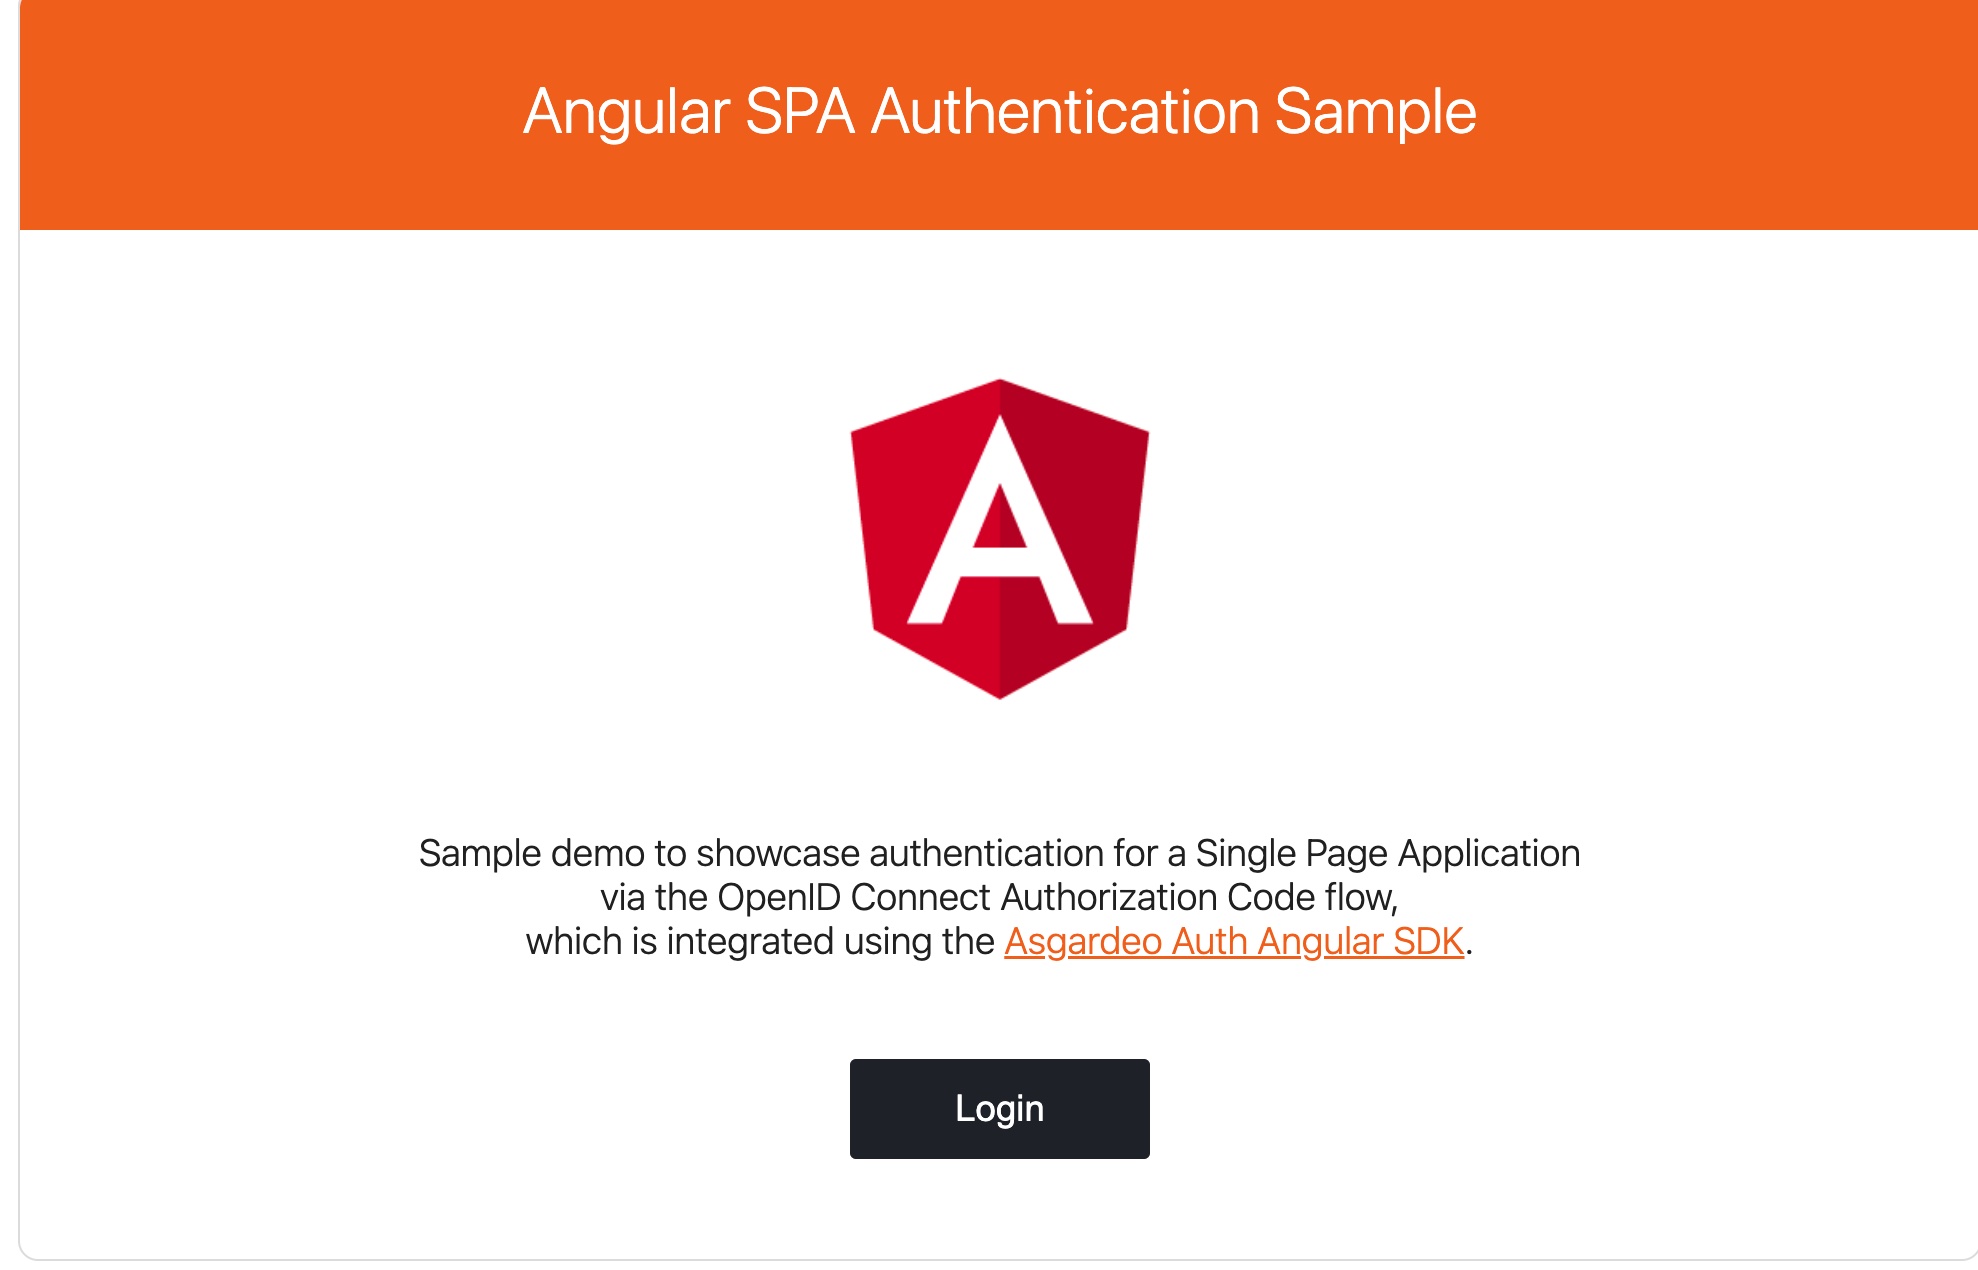 Angular SPA Authentication Sample
A
Sample demo to showcase authentication for a Single Page Application
via the OpenID Connect Authorization Code flow,
which is integrated using the Asgardeo Auth Angular SDK.
Login